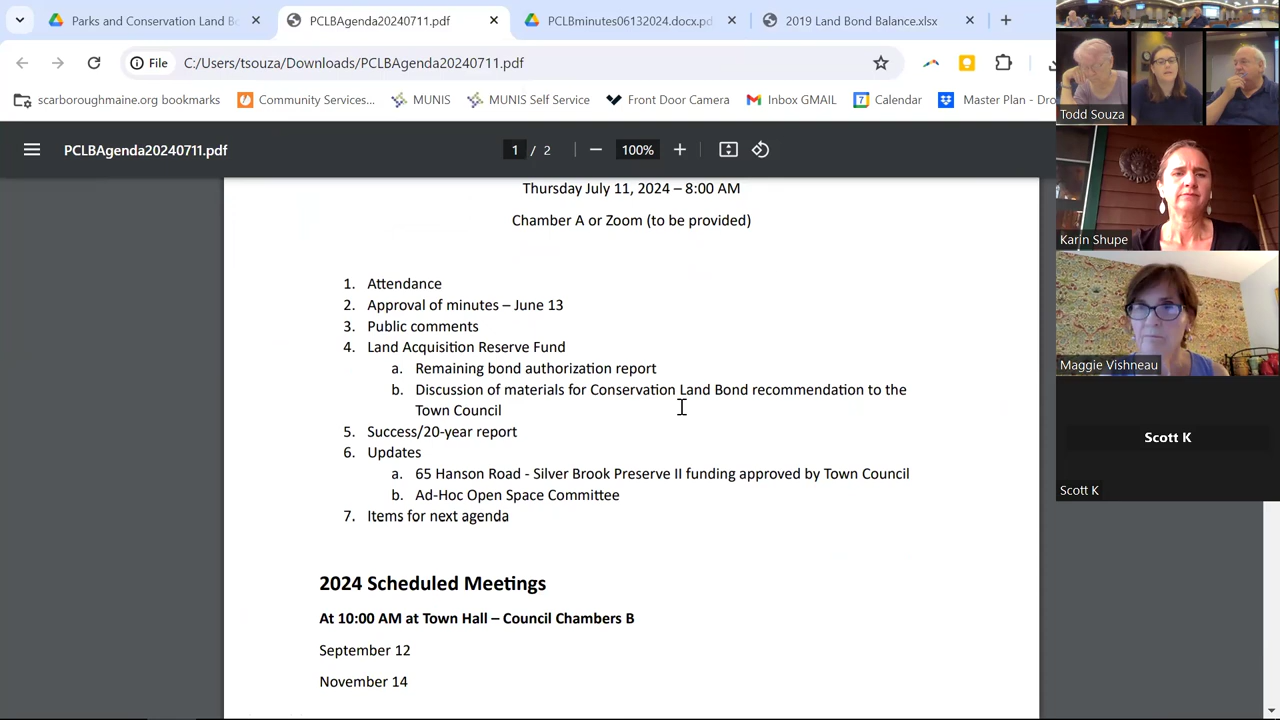 Parks and Conservation Land B
PCLBAgenda20240711.pdf
PCLBminutes06132024.docx.pd
2019 Land Bond Balance.xlsx
File
C:/Users/tsouza/Downloads/PCLBAgenda20240711.pdf
scarboroughmaine.org bookmarks
Community Services...
MUNIS
MUNIS Self Service
Front Door Camera
Inbox GMAIL
7 Calendar
Master Plan - Dro
PCLBAgenda20240711.pdf
1 / 2
100%
Thursday July 11, 2024 – 8:00 AM
Chamber A or Zoom (to be provided)
1. Attendance
2. Approval of minutes – June 13
3. Public comments
4. Land Acquisition Reserve Fund
a. Remaining bond authorization report
b. Discussion of materials for Conservation Land Bond recommendation to the
Town Council
5. Success/20-year report
6. Updates
a. 65 Hanson Road - Silver Brook Preserve II funding approved by Town Council
b. Ad-Hoc Open Space Committee
7. Items for next agenda
2024 Scheduled Meetings
At 10:00 AM at Town Hall – Council Chambers B
September 12
November 14
Todd Souza
Karin Shupe
Maggie Vishneau
Scott K
Scott K